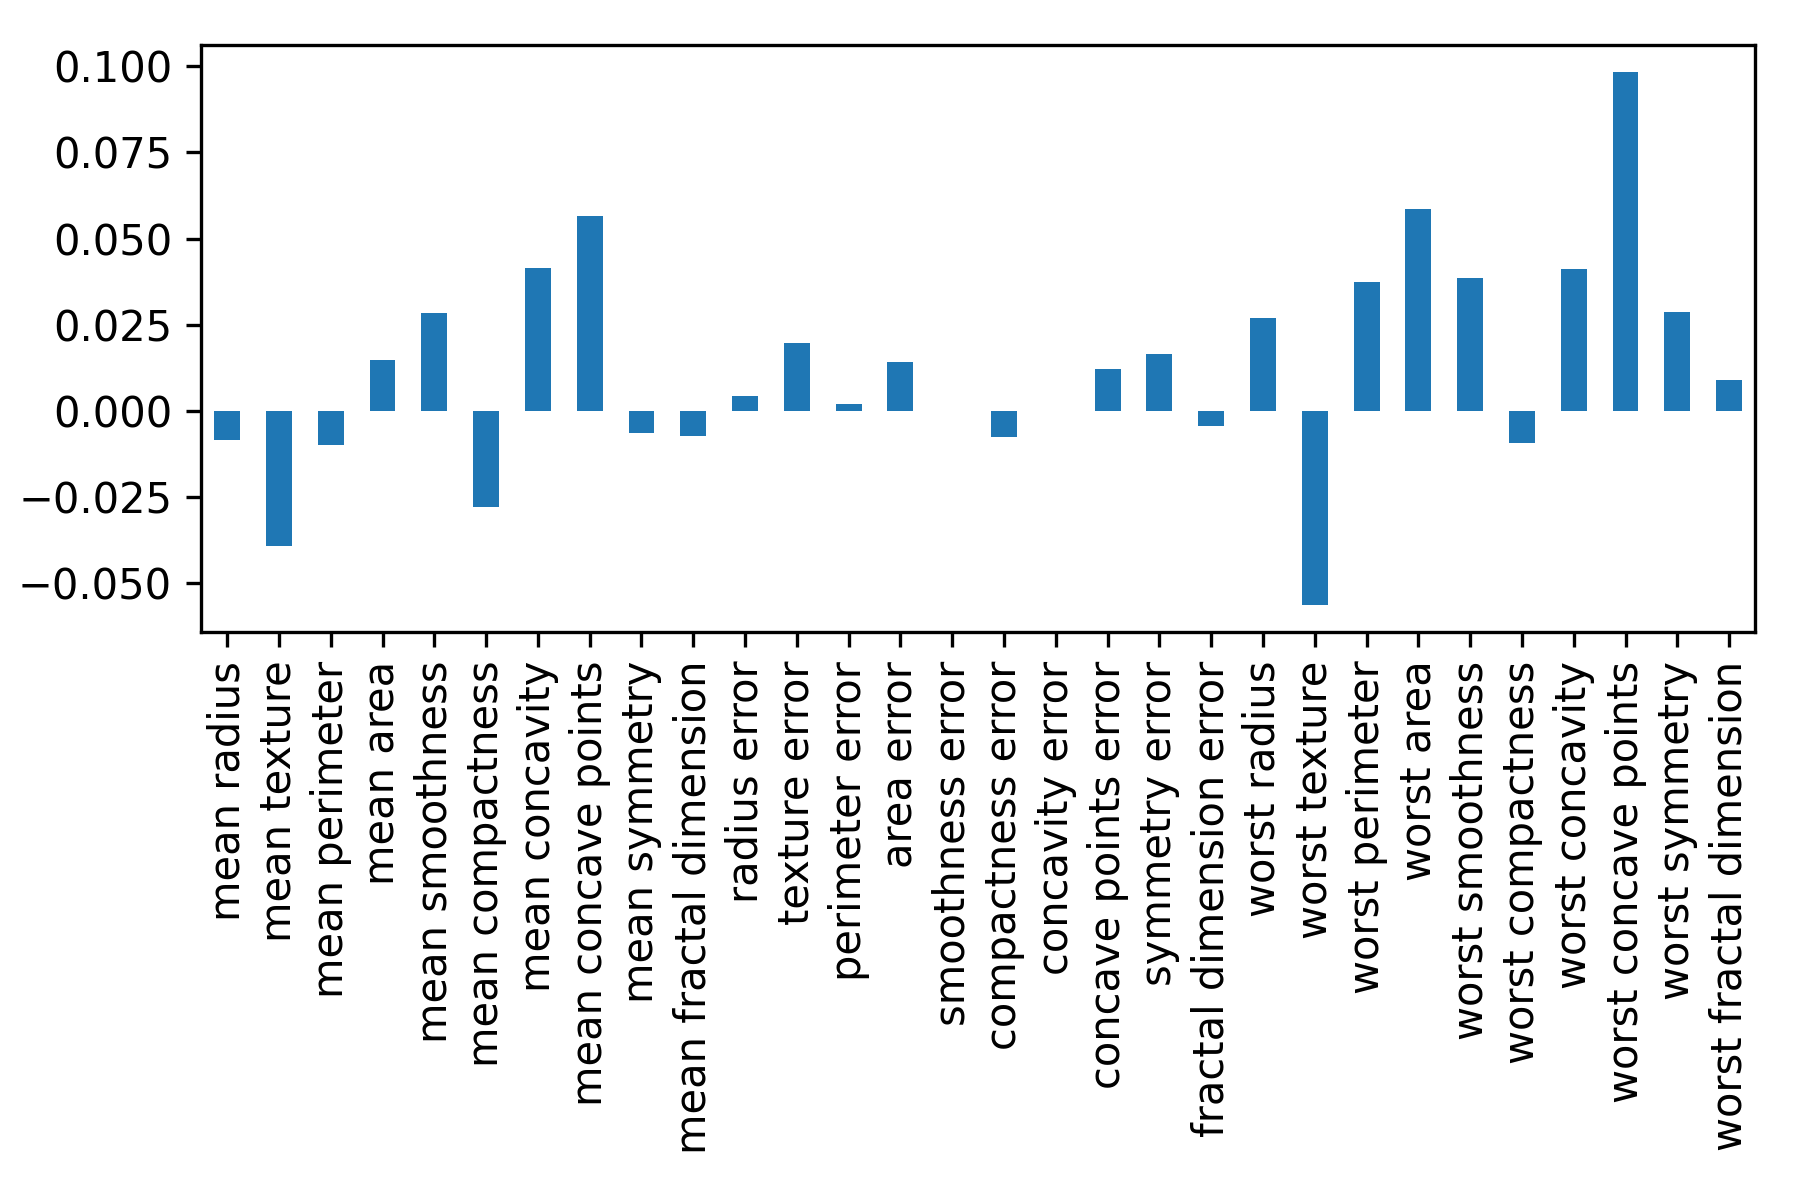 0.100
0.075
0.050
0.025
0.000
−0.025
−0.050
mean radius
mean texture
mean perimeter
mean area
mean smoothness
mean compactness
mean concavity
mean concave points
mean symmetry
mean fractal dimension
radius error
texture error
perimeter error
area error
smoothness error
compactness error
concavity error
concave points error
symmetry error
fractal dimension error
worst radius
worst texture
worst perimeter
worst area
worst smoothness
worst compactness
worst concavity
worst concave points
worst symmetry
worst fractal dimension